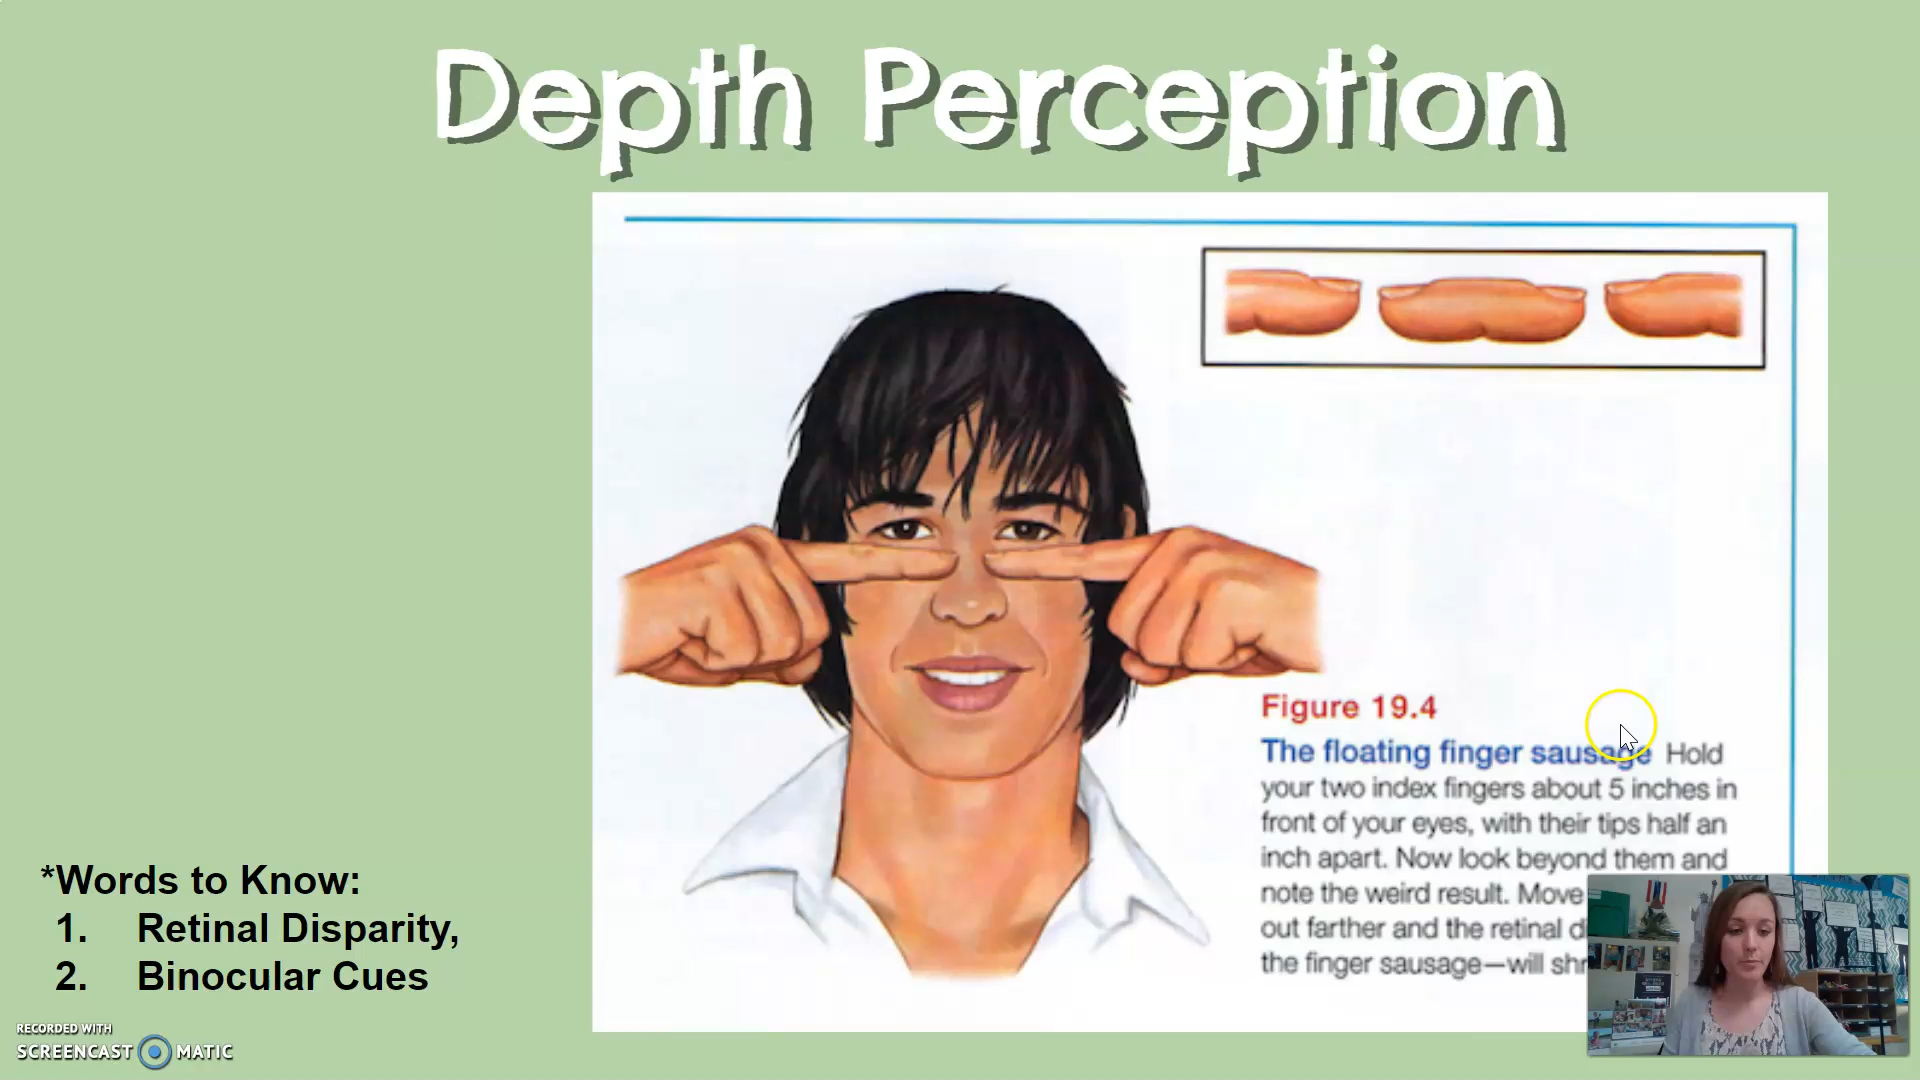 Depth Perception
Figure 19.4
The floating finger sausage Hold
your two index fingers about 5 inches in
front of your eyes, with their tips half an
inch apart. Now look beyond them and
note the weird result. Move
out farther and the retinal d
the finger sausage—will shr
*Words to Know:
1. Retinal Disparity,
2. Binocular Cues
RECORDED WITH
SCREENCAST MATIC